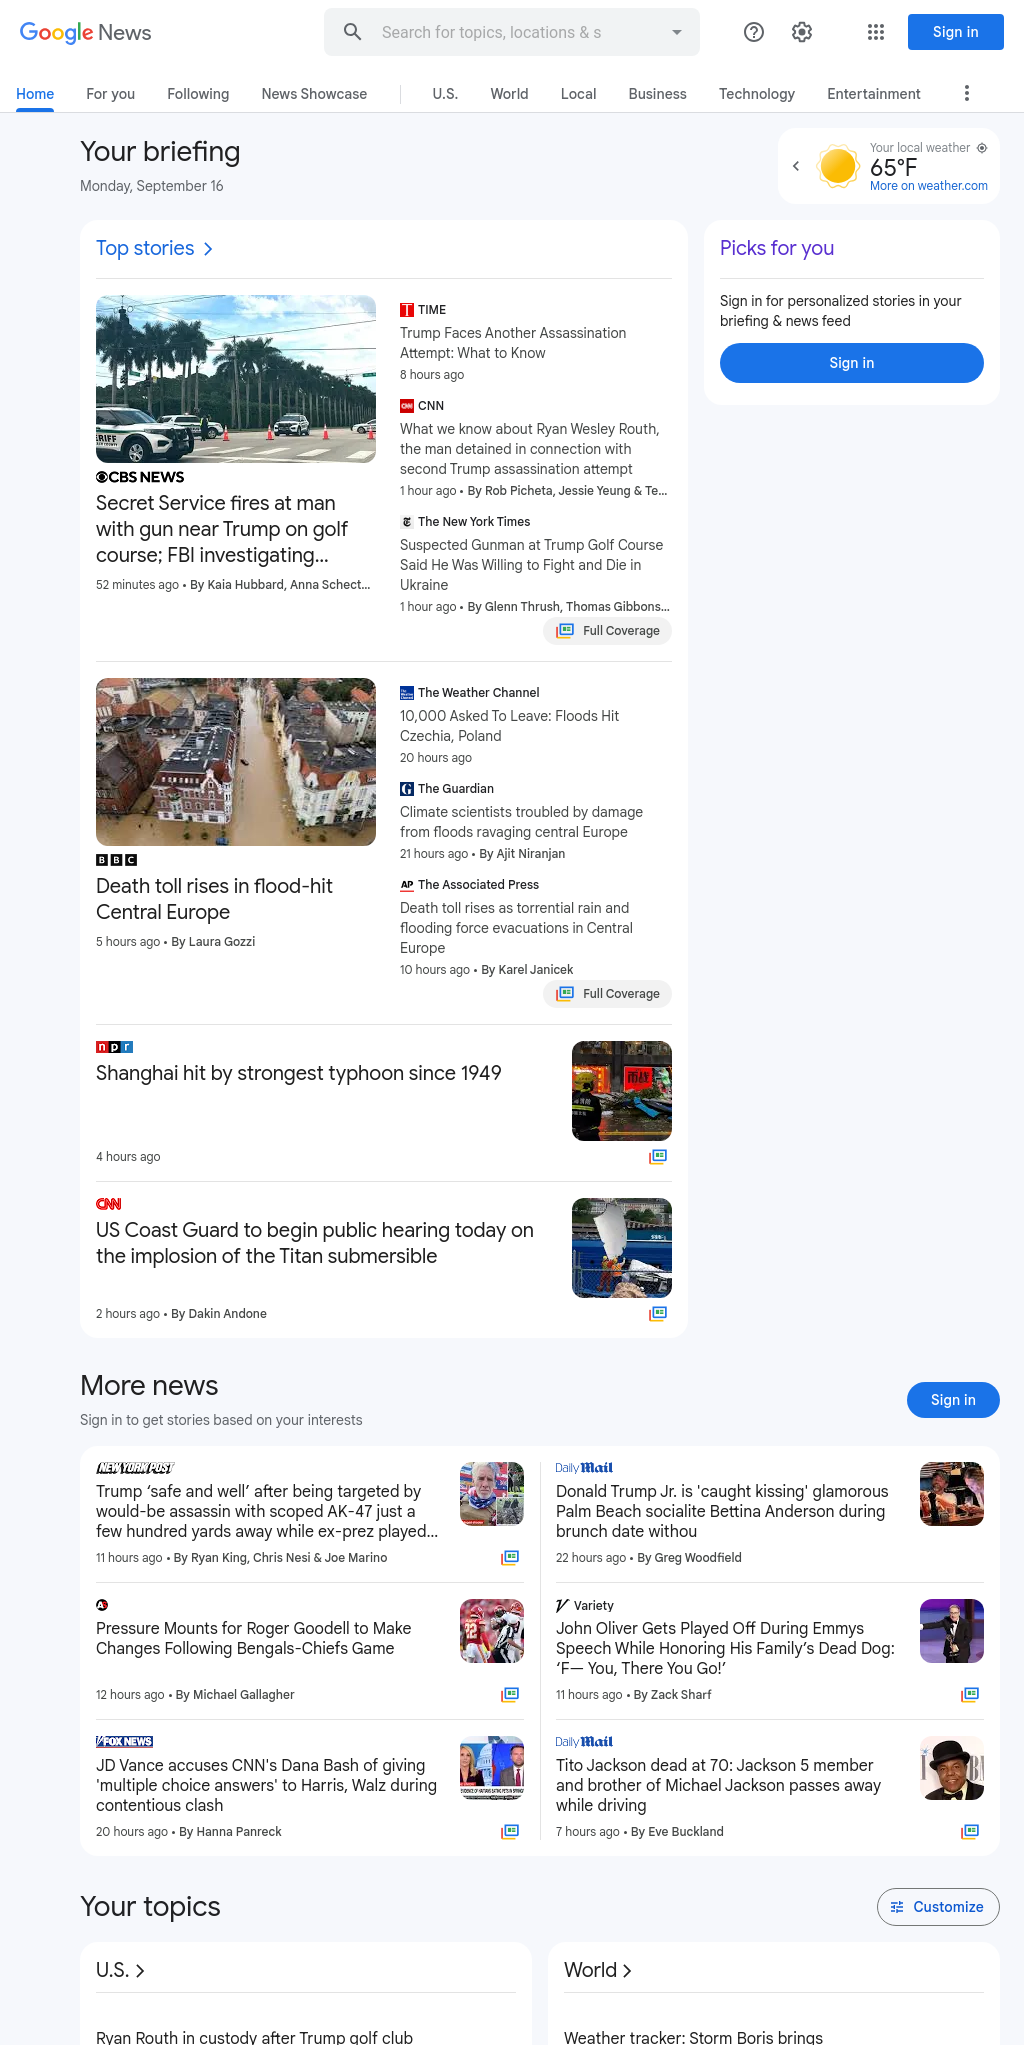 Google News
Search for topics, locations & s
Sign in
Home
For you
Following
News Showcase
U.S.
World
Local
Business
Technology
Entertainment
Your briefing
Monday, September 16
Your local weather
65°F
More on weather.com
Top stories
Picks for you
Sign in for personalized stories in your
briefing & news feed
Sign in
ERIFF
CBS NEWS
Secret Service fires at man
with gun near Trump on golf
course; FBI investigating...
52 minutes ago • By Kaia Hubbard, Anna Schect...
TIME
Trump Faces Another Assassination
Attempt: What to Know
8 hours ago
CNN
What we know about Ryan Wesley Routh,
the man detained in connection with
second Trump assassination attempt
1 hour ago • By Rob Picheta, Jessie Yeung & Te...
The New York Times
Suspected Gunman at Trump Golf Course
Said He Was Willing to Fight and Die in
Ukraine
1 hour ago • By Glenn Thrush, Thomas Gibbons...
Full Coverage
BBC
Death toll rises in flood-hit
Central Europe
5 hours ago • By Laura Gozzi
The Weather Channel
10,000 Asked To Leave: Floods Hit
Czechia, Poland
20 hours ago
The Guardian
Climate scientists troubled by damage
from floods ravaging central Europe
21 hours ago • By Ajit Niranjan
AP
The Associated Press
Death toll rises as torrential rain and
flooding force evacuations in Central
Europe
10 hours ago • By Karel Janicek
Full Coverage
npr
Shanghai hit by strongest typhoon since 1949
4 hours ago
CNN
US Coast Guard to begin public hearing today on
the implosion of the Titan submersible
2 hours ago • By Dakin Andone
More news
Sign in to get stories based on your interests
Sign in
NEW YORK POST
Trump ‘safe and well’ after being targeted by
would-be assassin with scoped AK-47 just a
few hundred yards away while ex-prez played...
11 hours ago • By Ryan King, Chris Nesi & Joe Marino
Daily Mail
Donald Trump Jr. is 'caught kissing' glamorous
Palm Beach socialite Bettina Anderson during
brunch date withou
22 hours ago • By Greg Woodfield
Pressure Mounts for Roger Goodell to Make
Changes Following Bengals-Chiefs Game
12 hours ago • By Michael Gallagher
Variety
John Oliver Gets Played Off During Emmys
Speech While Honoring His Family’s Dead Dog:
‘F— You, There You Go!’
11 hours ago • By Zack Sharf
FOX NEWS
JD Vance accuses CNN's Dana Bash of giving
'multiple choice answers' to Harris, Walz during
contentious clash
20 hours ago • By Hanna Panreck
Daily Mail
Tito Jackson dead at 70: Jackson 5 member
and brother of Michael Jackson passes away
while driving
7 hours ago • By Eve Buckland
Your topics
Customize
U.S.
World
Ryan Routh in custody after Trump golf club
Weather tracker: Storm Boris brings